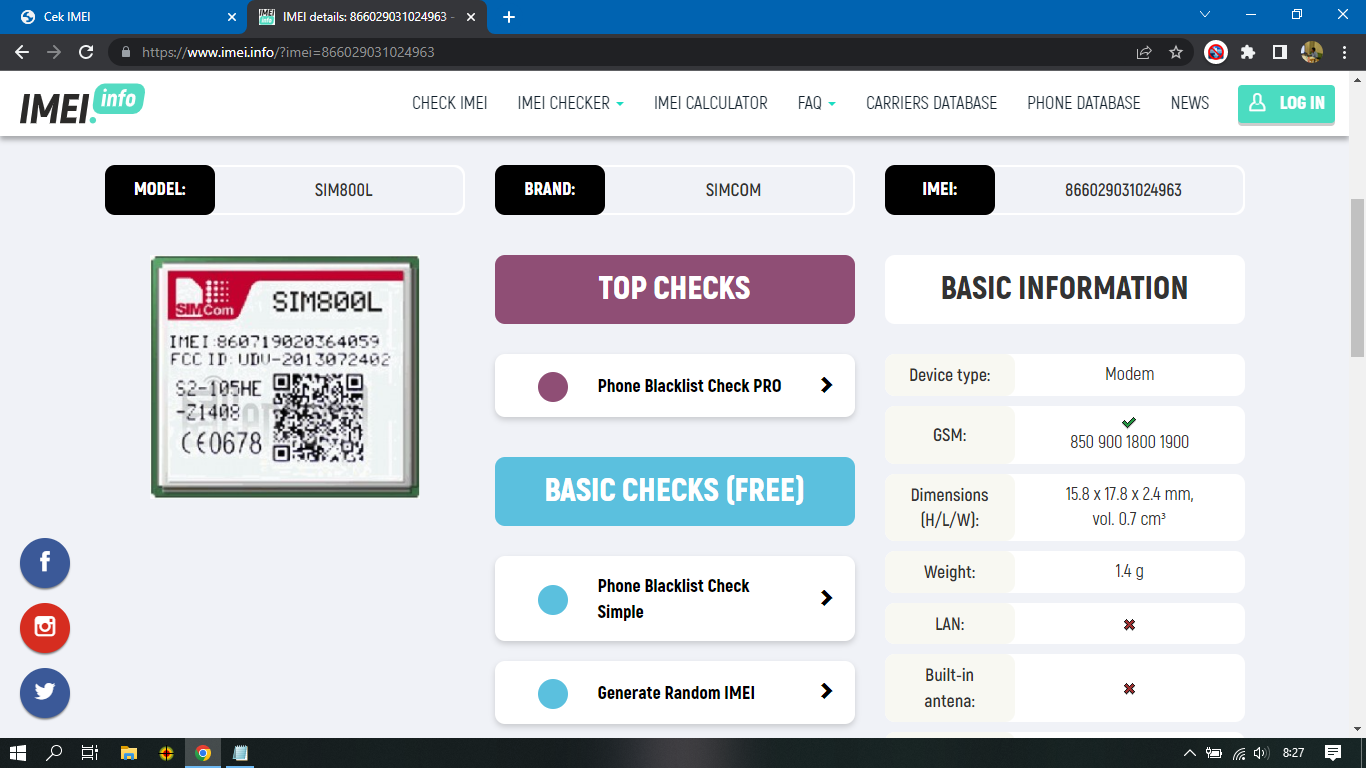 Cek IMEI
IMEI details: 866029031024963 -
https://www.imei.info/?imei=866029031024963
IMEI.info
CHECK IMEI
IMEI CHECKER
IMEI CALCULATOR
FAQ
CARRIERS DATABASE
PHONE DATABASE
NEWS
LOG IN
MODEL:
SIM800L
BRAND:
SIMCOM
IMEI:
866029031024963
SIMCom
SIM800L
IMEI:860719020364059
FCC ID: UDV-2013072402
S2-105HE
-Z1408
CE0678
TOP CHECKS
Phone Blacklist Check PRO
BASIC CHECKS (FREE)
Phone Blacklist Check
Simple
Generate Random IMEI
BASIC INFORMATION
Device type:
Modem
GSM:
850 900 1800 1900
Dimensions
(H/L/W):
15.8 x 17.8 x 2.4 mm,
vol. 0.7 cm³
Weight:
1.4 g
LAN:
Built-in
antena:
8:27